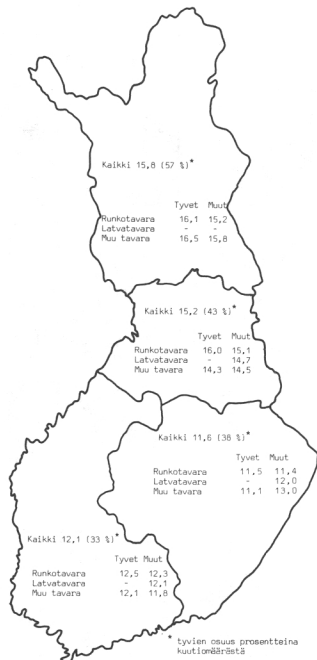 Kaikki 15,8 (57 %)*
Tyvet Muut
Runkotavara 16,1 15,2
Latvatavara - -
Muu tavara 16,5 15,8
Kaikki 15,2 (43 %)*
Tyvet Muut
Runkotavara 16,0 15,1
Latvatavara - 14,7
Muu tavara 14,3 14,5
Kaikki 11,6 (38 %)*
Tyvet Muut
Runkotavara 11,5 11,4
Latvatavara - 12,0
Muu tavara 11,1 13.0
Kaikki 12,1 (33 %)*
Tyvet Muut
Runkotavara 12,5 12,3
Latvatavara - 12,1
Muu tavara 12,1 11,8
* tyvien osuus prosentteina
kuutiomäärästä